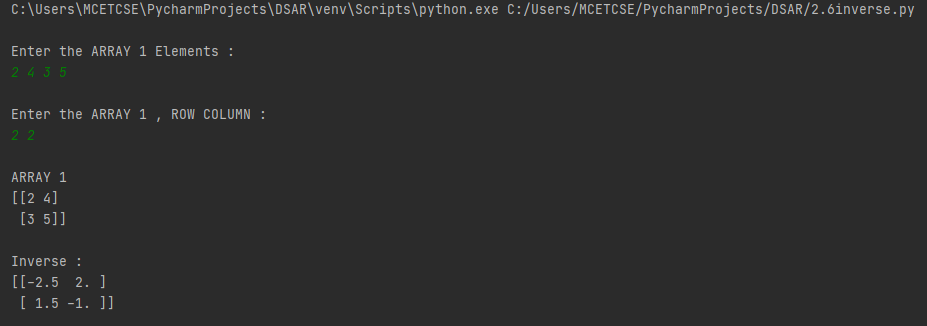 C:\Users\MCETCSE\PycharmProjects\DSAR\venv\Scripts\python.exe C:/Users/MCETCSE/PycharmProjects/DSAR/2.6inverse.py
Enter the ARRAY 1 Elements :
2 4 3 5
Enter the ARRAY 1 , ROW COLUMN :
2 2
ARRAY 1
[[2 4]
 [3 5]]
Inverse :
[[-2.5  2. ]
 [ 1.5 -1. ]]